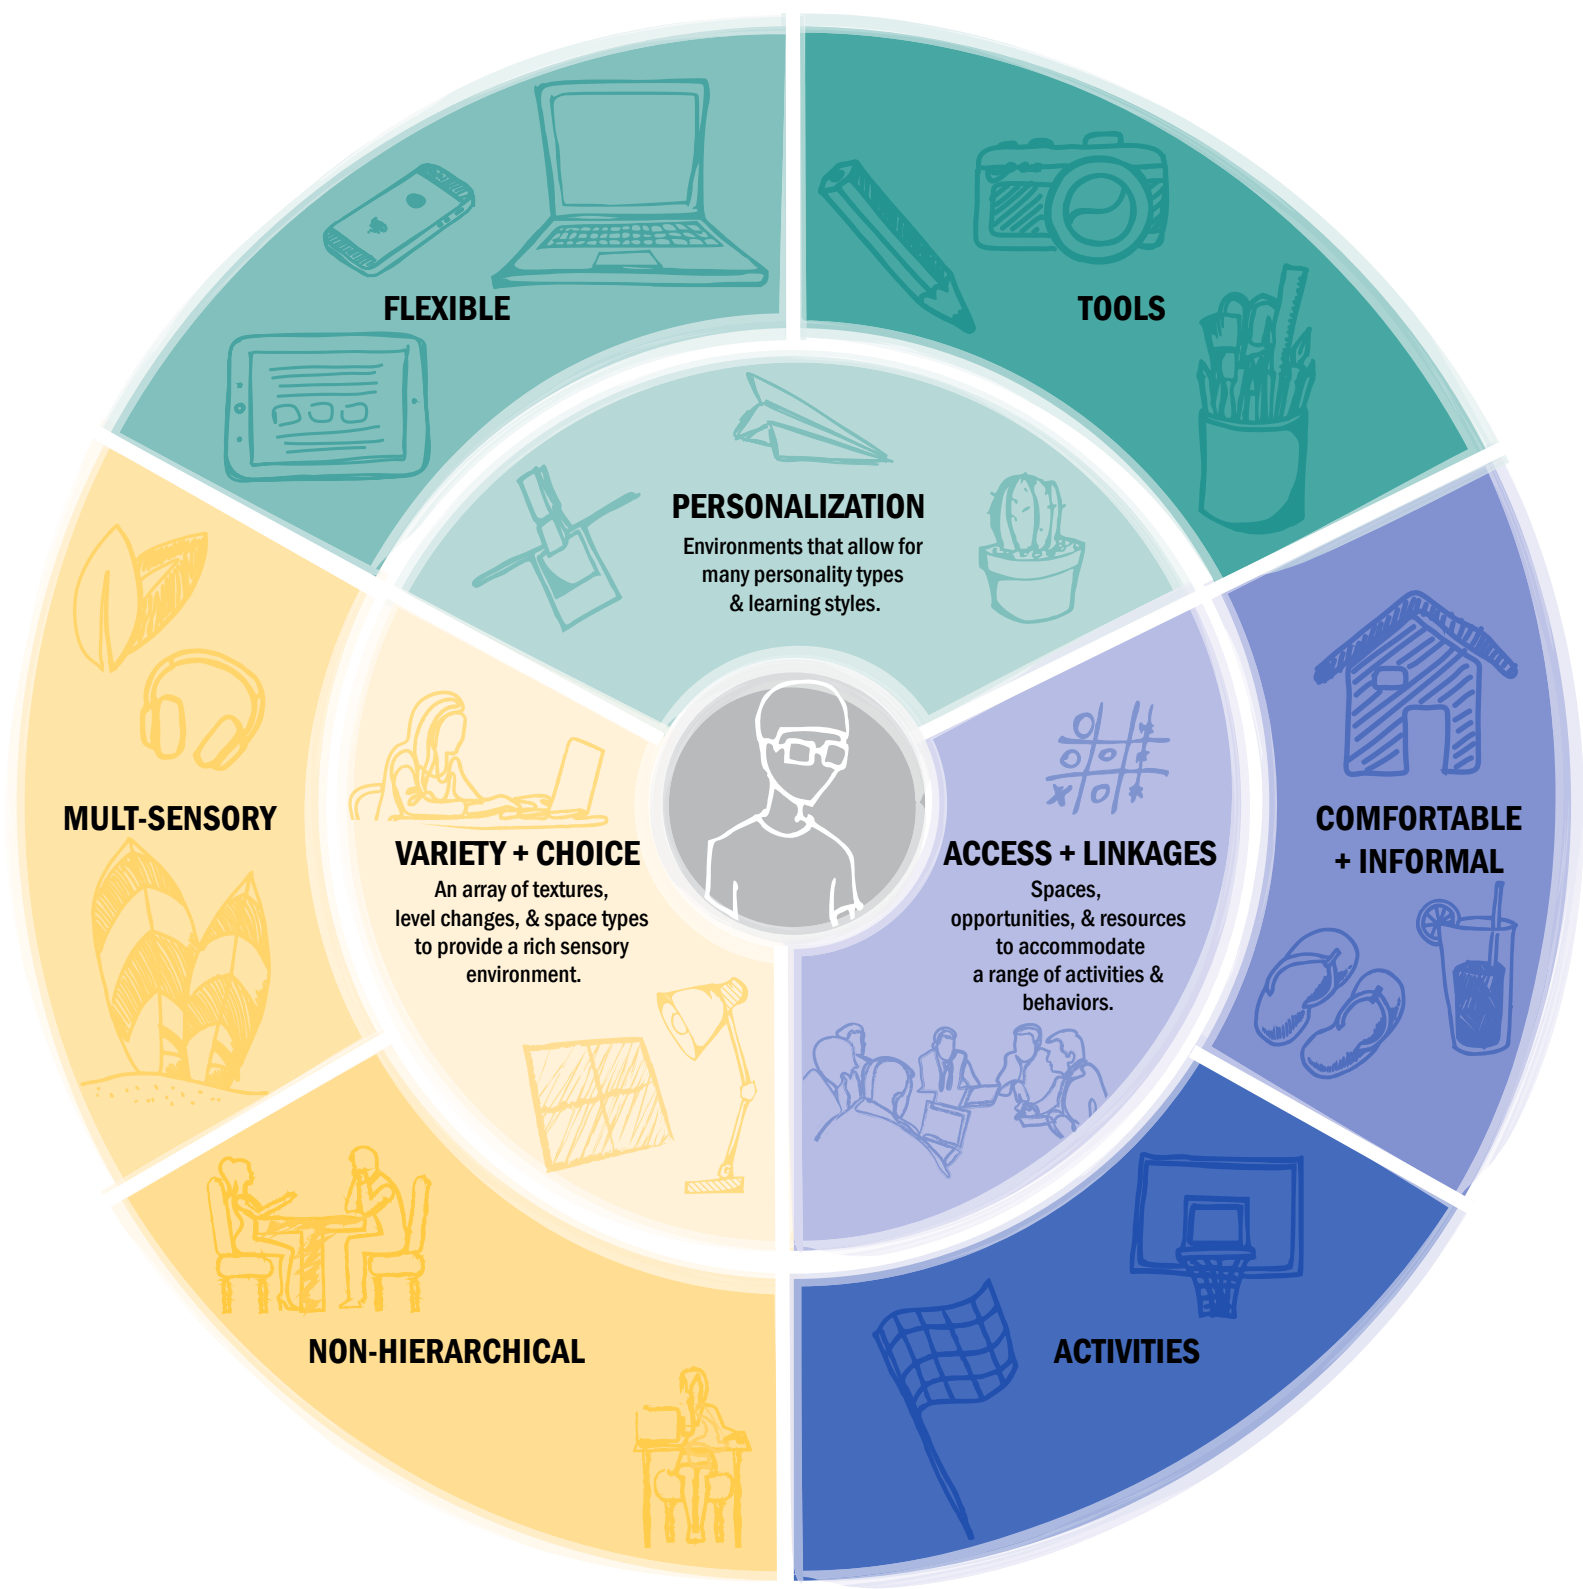 FLEXIBLE
TOOLS
PERSONALIZATION
Environments that allow for
many personality types
& learning styles.
MULT-SENSORY
VARIETY + CHOICE
An array of textures,
level changes, & space types
to provide a rich sensory
environment.
ACCESS + LINKAGES
Spaces,
opportunities, & resources
to accommodate
a range of activities &
behaviors.
COMFORTABLE
+ INFORMAL
NON-HIERARCHICAL
ACTIVITIES